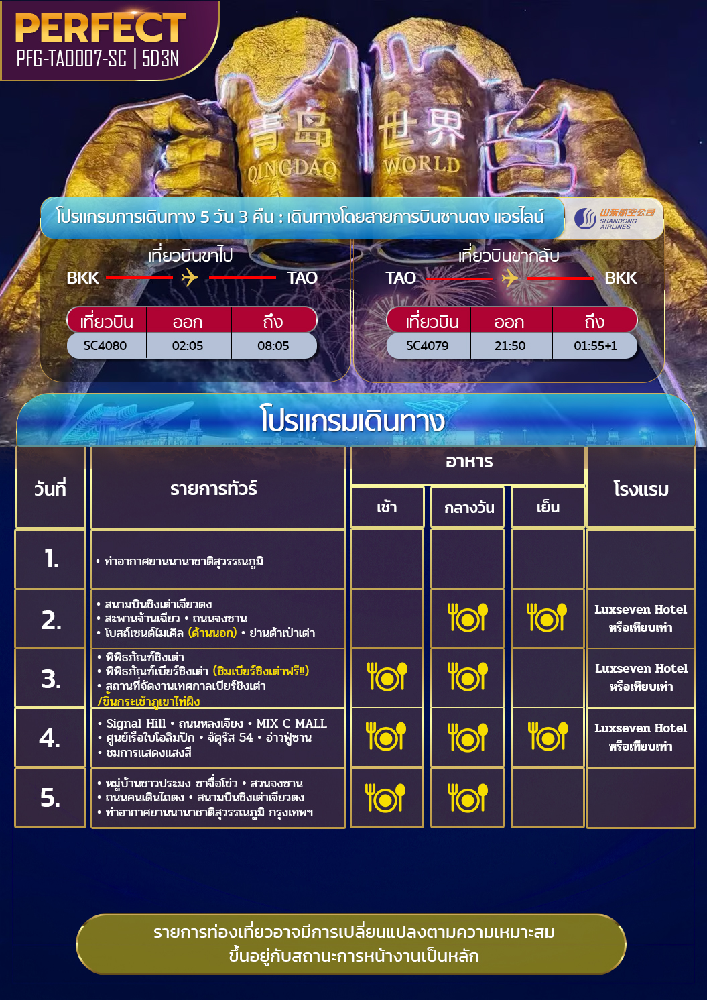 PERFECT
PFG-TA0007-SC | 5D3N
青岛 世界
QINGDAO WORLD
โปรแกรมการเดินทาง 5 วัน 3 คืน : เดินทางโดยสายการบินซานตง แอร์ไลน์
山东航空公司
SHANDONG
AIRLINES
เที่ยวบินขาไป
BKK TAO
เที่ยวบิน ออก ถึง
SC4080 02:05 08:05
เที่ยวบินขากลับ
TAO BKK
เที่ยวบิน ออก ถึง
SC4079 21:50 01:55+1
โปรแกรมเดินทาง
วันที่ รายการทัวร์ อาหาร โรงแรม
เช้า กลางวัน เย็น
1.
• ท่าอากาศยานนานาชาติสุวรรณภูมิ
2.
• สนามบินชิงเต่าเจียวตง
• สะพานจ้านเฉียว • ถนนจงซาน
• โบสถ์เซนต์ไมเคิล (ด้านนอก) • ย่านต้าเป่าเต่า
Luxseven Hotel
หรือเทียบเท่า
3.
• พิพิธภัณฑ์ชิงเต่า
• พิพิธภัณฑ์เบียร์ชิงเต่า (ชิมเบียร์ชิงเต่าฟรี!!)
• สถานที่จัดงานเทศกาลเบียร์ชิงเต่า
/ขึ้นกระเช้าภูเขาไท่ผิง
Luxseven Hotel
หรือเทียบเท่า
4.
• Signal Hill • ถนนหลงเจียง • MIX C MALL
• ศูนย์เรือใบโอลิมปิก • จัตุรัส 54 • อ่าวฟูซาน
• ชมการแสดงแสงสี
Luxseven Hotel
หรือเทียบเท่า
5.
• หมู่บ้านชาวประมง ซาจื่อโข่ว • สวนจงซาน
• ถนนคนเดินไถตง • สนามบินชิงเต่าเจียวตง
• ท่าอากาศยานนานาชาติสุวรรณภูมิ กรุงเทพฯ
รายการท่องเที่ยวอาจมีการเปลี่ยนแปลงตามความเหมาะสม
ขึ้นอยู่กับสถานะการหน้างานเป็นหลัก